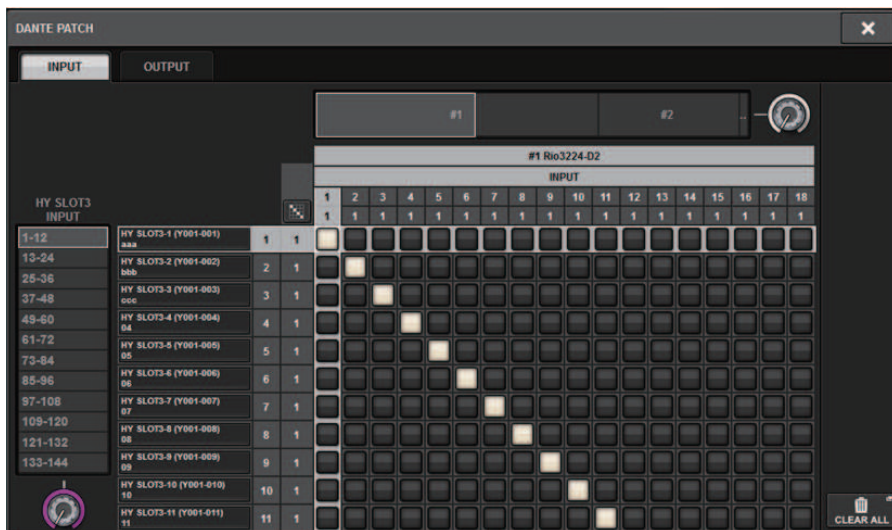 DANTE PATCH
INPUT OUTPUT
#1 #2 ..
#1 Rio3224-D2
INPUT
1 2 3 4 5 6 7 8 9 10 11 12 13 14 15 16 17 18
1 1 1 1 1 1 1 1 1 1 1 1 1 1 1 1 1 1
HY SLOT3
INPUT
1-12
13-24
25-36
37-48
49-60
61-72
73-84
85-96
97-108
109-120
121-132
133-144
HY SLOT3-1 (Y001-001) 1 1
aaa
HY SLOT3-2 (Y001-002) 2 1
bbb
HY SLOT3-3 (Y001-003) 3 1
ccc
HY SLOT3-4 (Y001-004) 4 1
04
HY SLOT3-5 (Y001-005) 5 1
05
HY SLOT3-6 (Y001-006) 6 1
06
HY SLOT3-7 (Y001-007) 7 1
07
HY SLOT3-8 (Y001-008) 8 1
08
HY SLOT3-9 (Y001-009) 9 1
09
HY SLOT3-10 (Y001-010) 10 1
10
HY SLOT3-11 (Y001-011) 11 1
11
CLEAR ALL